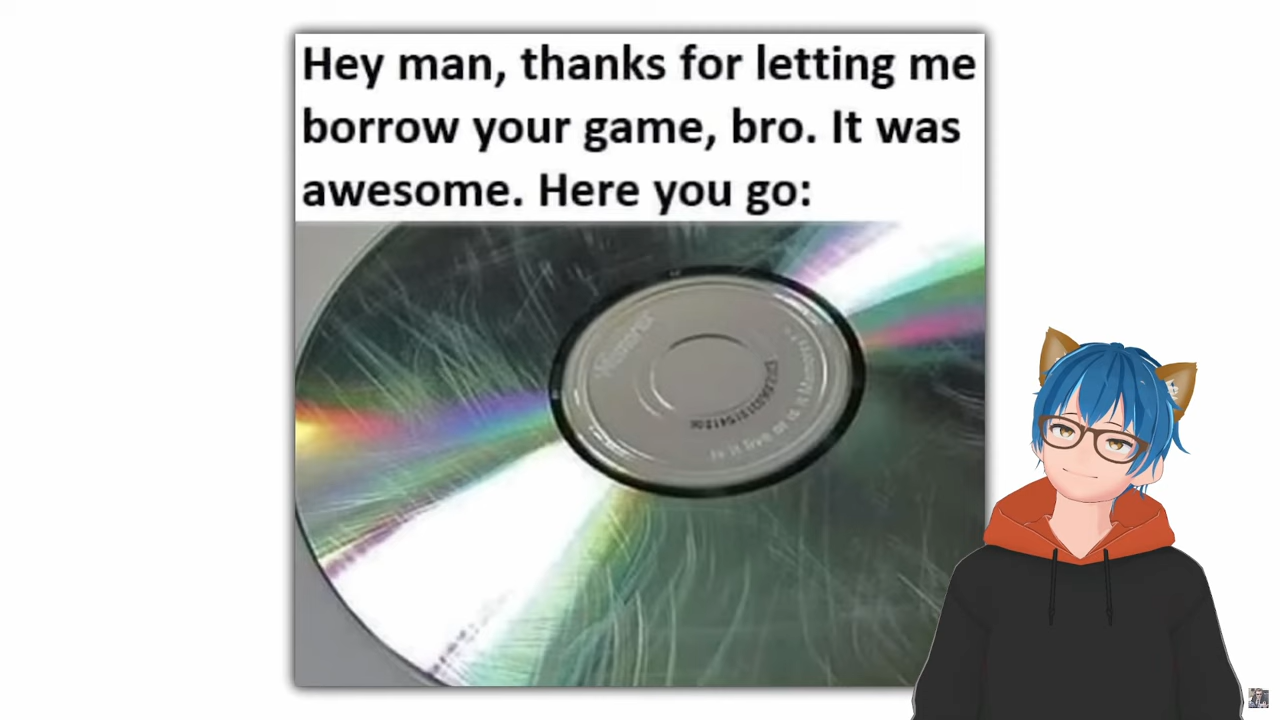 Hey man, thanks for letting me
borrow your game, bro. It was
awesome. Here you go: